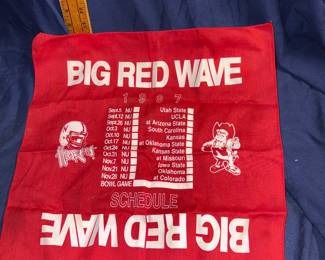 BIG RED WAVE
1987
Sept.5 NU Utah State
Sept.12 NU UCLA
Sept.26 NU at Arizona State
Oct.3 NU South Carolina
Oct.10 NU Kansas
Oct.17 NU at Oklahoma State
Oct.24 NU Kansas State
Oct.31 NU at Missouri
Nov.7 NU Iowa State
Nov.21 NU Oklahoma
Nov.28 NU at Colorado
BOWL GAME
SCHEDULE
BIG RED WAVE